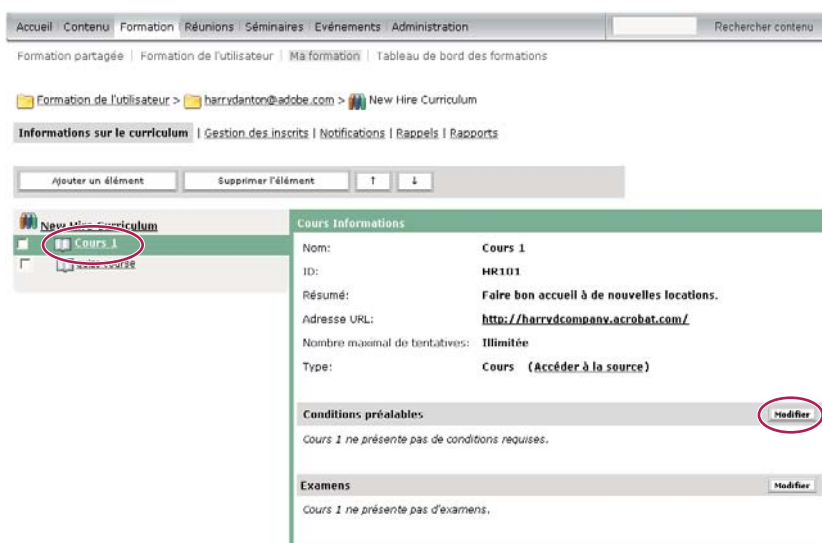 Accueil Contenu Formation Réunions Séminaires Evénements Administration Rechercher contenu
Formation partagée | Formation de l'utilisateur | Ma formation | Tableau de bord des formations
Formation de l'utilisateur > harrydanton@adobe.com > New Hire Curriculum
Informations sur le curriculum | Gestion des inscrits | Notifications | Rappels | Rapports
Ajouter un élément Supprimer l'élément ↑ ↓
New Hire Curriculum
Cours 1
course
Cours Informations
Nom: Cours 1
ID: HR101
Résumé: Faire bon accueil à de nouvelles locations.
Adresse URL: http://harrydcompany.acrobat.com/
Nombre maximal de tentatives: Illimitée
Type: Cours (Accéder à la source)
Conditions préalables Modifier
Cours 1 ne présente pas de conditions requises.
Examens Modifier
Cours 1 ne présente pas d'examens.